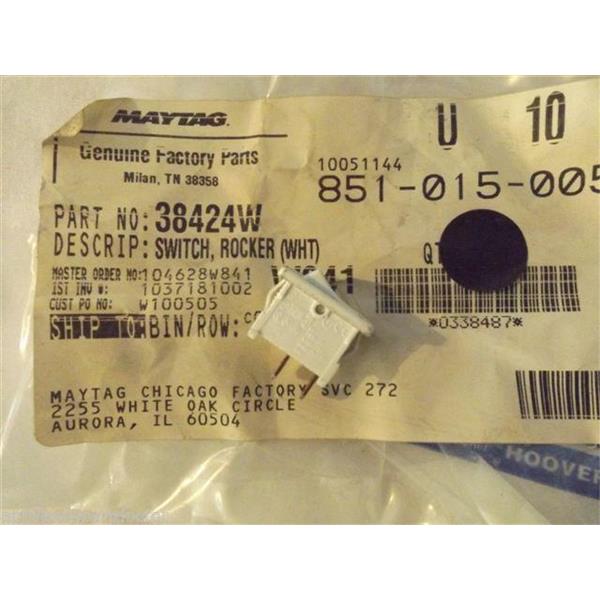 MAYTAG
Genuine Factory Parts
Milan, TN 38358
U 10
10051144
851-015-005
PART NO: 38424W
DESCRIP: SWITCH, ROCKER (WHT)
MASTER ORDER NO: 104628W841
1ST INV #: 1037181002
CUST PO NO: W100505
SHIP TO: BIN/ROW:
*0338487*
MAYTAG CHICAGO FACTORY SVC 272
2255 WHITE OAK CIRCLE
AURORA, IL 60504
HOOVER